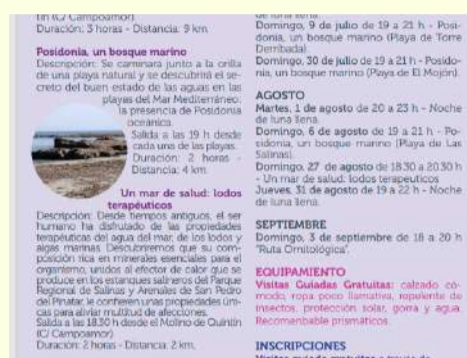 tín (C/ Campoamor).
Duración: 3 horas - Distancia: 9 km.
Posidonia, un bosque marino
Descripción: Se caminará junto a la orilla
de una playa natural y se descubrirá el se-
creto del buen estado de las aguas en las
playas del Mar Mediterráneo:
la presencia de Posidonia
oceánica.
Salida a las 19 h desde
cada una de las playas.
Duración: 2 horas -
Distancia: 4 km.
Un mar de salud: lodos
terapéuticos
Descripción: Desde tiempos antiguos, el ser
humano ha disfrutado de las propiedades
terapéuticas del agua del mar, de los lodos y
algas marinas. Descubriremos que su com-
posición rica en minerales esenciales para el
organismo, unidos al efector de calor que se
produce en los estanques salineros del Parque
Regional de Salinas y Arenales de San Pedro
del Pinatar, le confieren unas propiedades úni-
cas para aliviar multitud de afecciones.
Salida a las 18:30 h desde el Molino de Quintín
(C/ Campoamor)
Duración: 2 horas - Distancia: 2 km.
de luna llena.
Domingo, 9 de julio de 19 a 21 h - Posi-
donia, un bosque marino (Playa de Torre
Derribada).
Domingo, 30 de julio de 19 a 21 h - Posido-
nia, un bosque marino (Playa de El Mojón).
AGOSTO
Martes, 1 de agosto de 20 a 23 h - Noche
de luna llena.
Domingo, 6 de agosto de 19 a 21 h - Po-
sidonia, un bosque marino (Playa de Las
Salinas).
Domingo, 27 de agosto de 18:30 a 20:30 h
- Un mar de salud: lodos terapeuticos
Jueves, 31 de agosto de 19 a 22 h - Noche
de luna llena.
SEPTIEMBRE
Domingo, 3 de septiembre de 18 a 20 h
"Ruta Ornitológica".
EQUIPAMIENTO
Visitas Guiadas Gratuitas: calzado có-
modo, ropa poco llamativa, repelente de
insectos, protección solar, gorra y agua.
Recomentable prismáticos.
INSCRIPCIONES
Visitas guiada gratuitas a través de